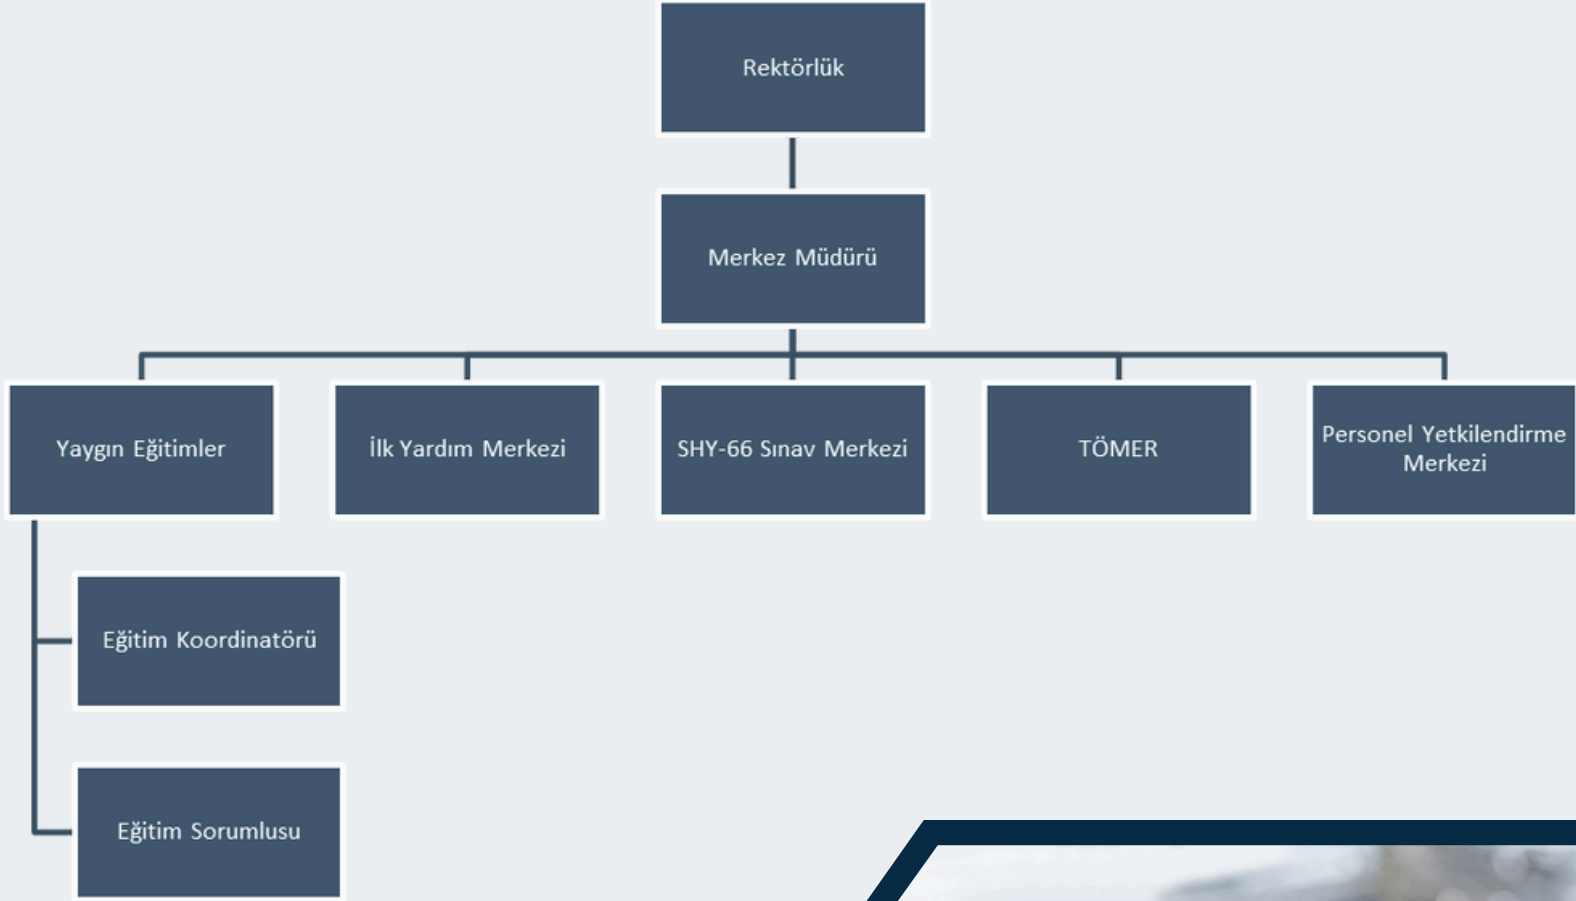 Rektörlük
Merkez Müdürü
Yaygın Eğitimler
İlk Yardım Merkezi
SHY-66 Sınav Merkezi
TÖMER
Personel Yetkilendirme
Merkezi
Eğitim Koordinatörü
Eğitim Sorumlusu